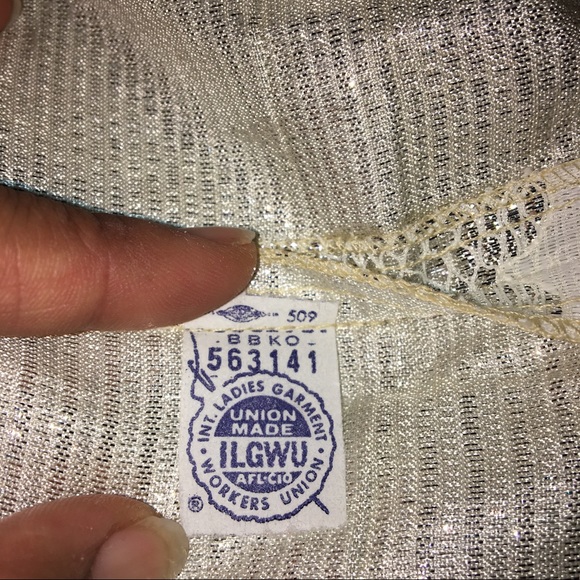 509
BBKO
563141
INT. LADIES GARMENT
UNION
MADE
ILGWU
AFL-CIO
WORKERS UNION
®